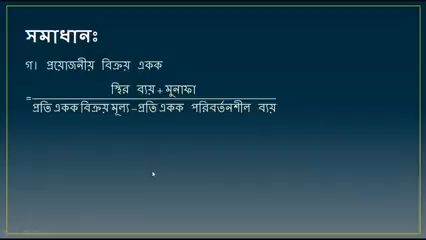 সমাধানঃ
গ। প্রয়োজনীয় বিক্রয় একক
স্থির ব্যয় + মুনাফা
=
প্রতি একক বিক্রয় মূল্য –প্রতি একক পরিবর্তনশীল ব্যয়